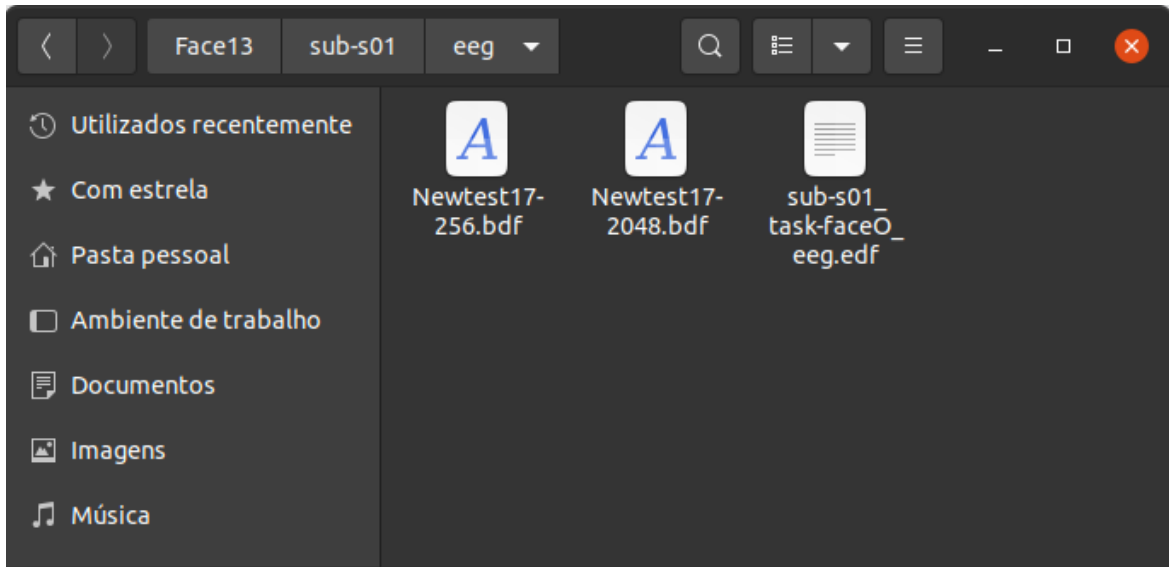 Face13 sub-s01 eeg
Utilizados recentemente
Com estrela
Pasta pessoal
Ambiente de trabalho
Documentos
Imagens
Música
A
Newtest17-
256.bdf
A
Newtest17-
2048.bdf
sub-s01_
task-faceO_
eeg.edf